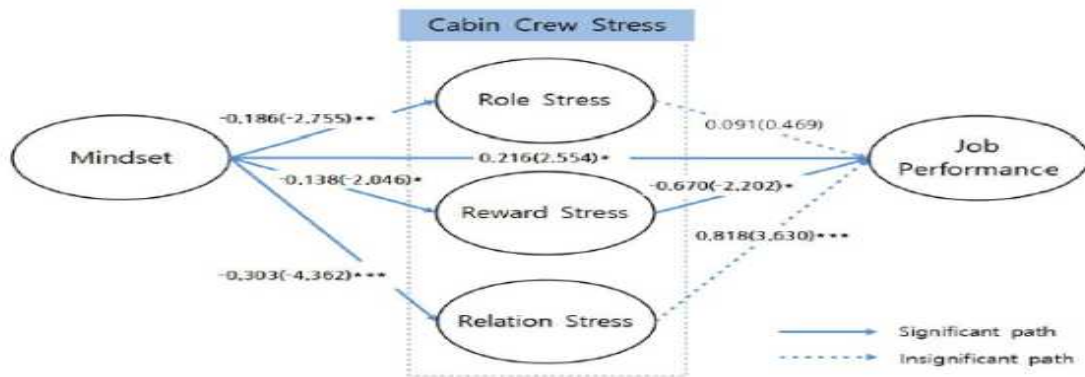 Cabin Crew Stress
Role Stress
-0.186(-2.755)**
0.091(0.469)
Mindset
0.216(2.554)*
Job
Performance
-0.138(-2.046)*
-0.670(-2.202)*
Reward Stress
0.818(3.630)***
-0.303(-4.362)***
Relation Stress
Significant path
Insignificant path